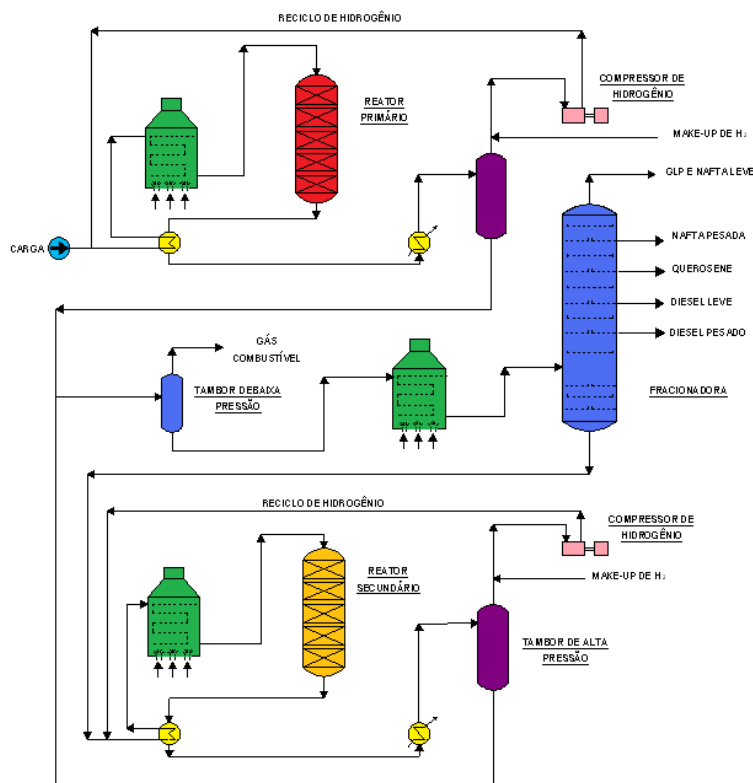 RECICLO DE HIDROGÊNIO
COMPRESSOR DE
HIDROGÊNIO
REATOR
PRIMÁRIO
MAKE-UP DE H₂
GLP E NAFTA LEVE
CARGA
NAFTA PESADA
QUEROSENE
DIESEL LEVE
DIESEL PESADO
GÁS
COMBUSTÍVEL
TAMBOR DEBAIXA
PRESSÃO
FRACIONADORA
RECICLO DE HIDROGÊNIO
COMPRESSOR DE
HIDROGÊNIO
REATOR
SECUNDÁRIO
MAKE-UP DE H₂
TAMBOR DE ALTA
PRESSÃO